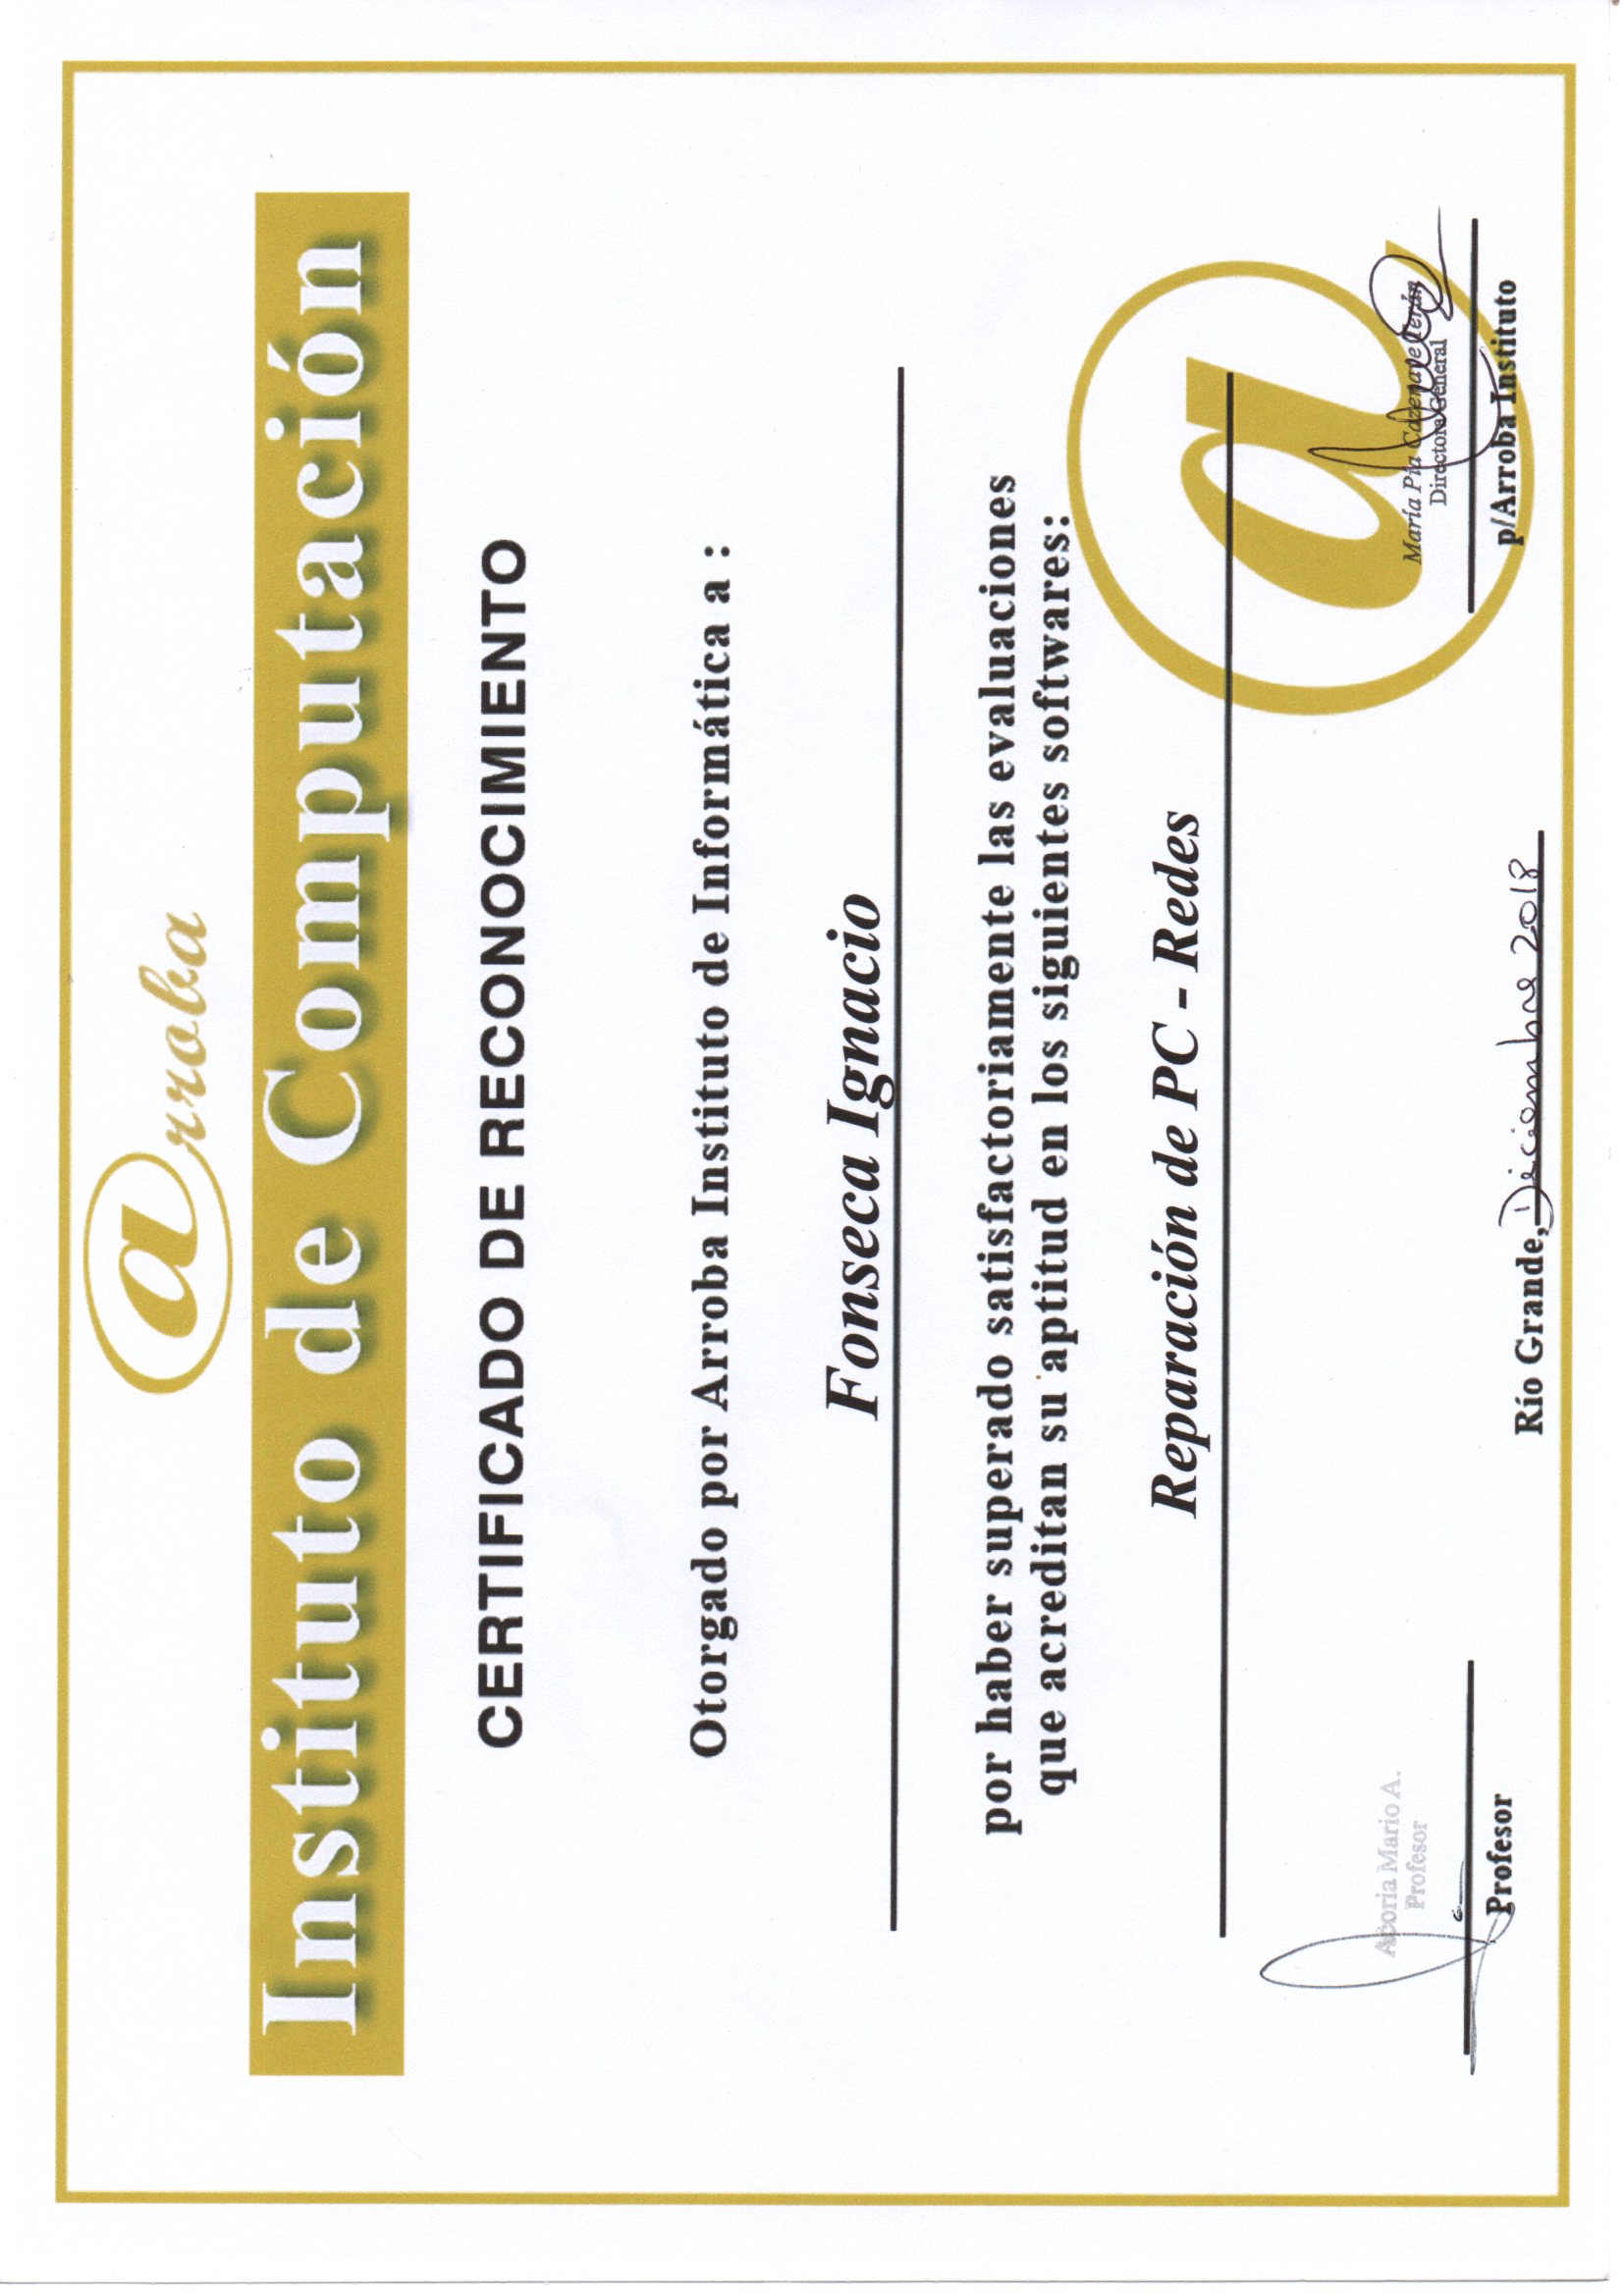 @rroba
Instituto de Computación
CERTIFICADO DE RECONOCIMIENTO
Otorgado por Arroba Instituto de Informática a :
Fonseca Ignacio
por haber superado satisfactoriamente las evaluaciones
que acreditan su aptitud en los siguientes softwares:
Reparación de PC - Redes
Acoria Mario A.
Profesor
Profesor
Río Grande, Diciembre 2018
María Pía Cazenave Terán
Directora General
p/Arroba Instituto